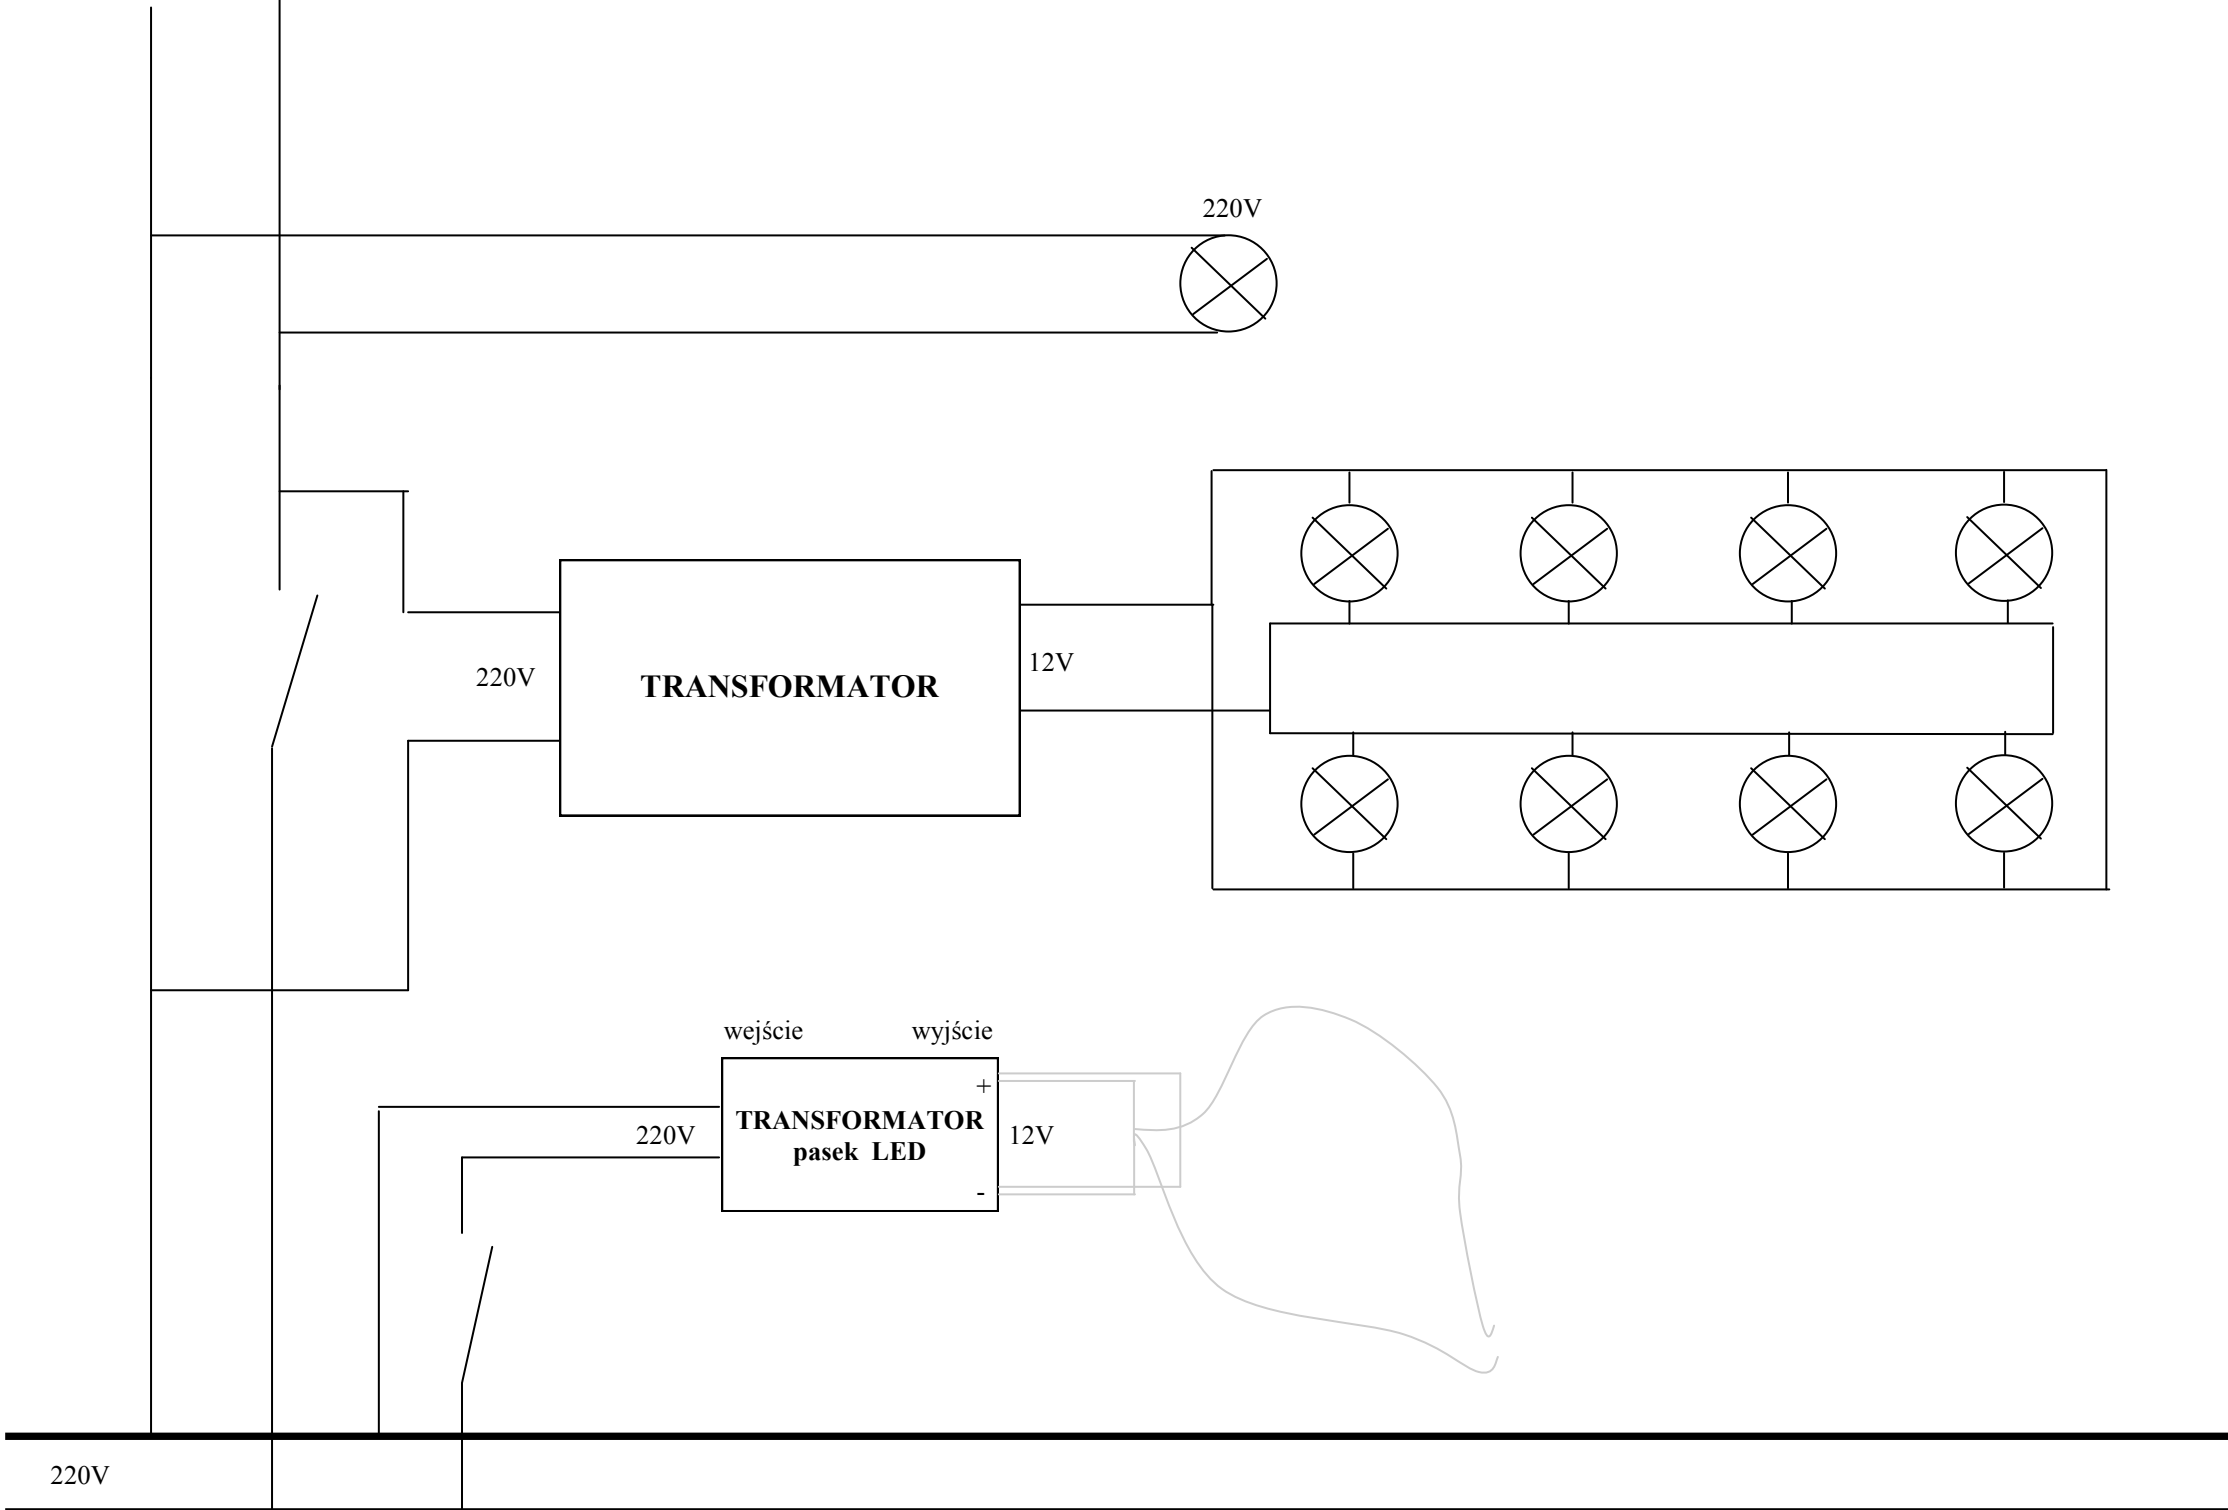 220V
220V
TRANSFORMATOR
12V
wejście
wyjście
+
220V
TRANSFORMATOR
pasek LED
12V
-
220V